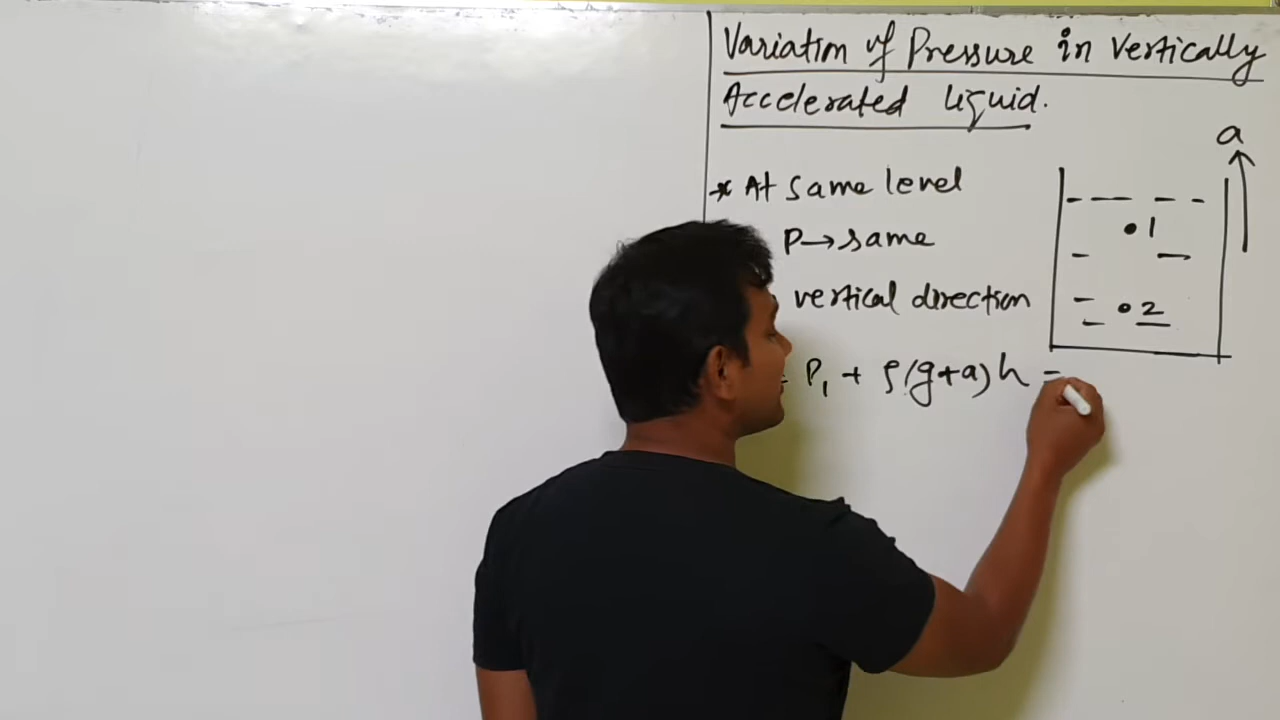 Variation of Pressure in Vertically
Accelerated liquid.
* At same level
P→same
vertical direction
P₁ + ρ(g+a)h =
a
1
2